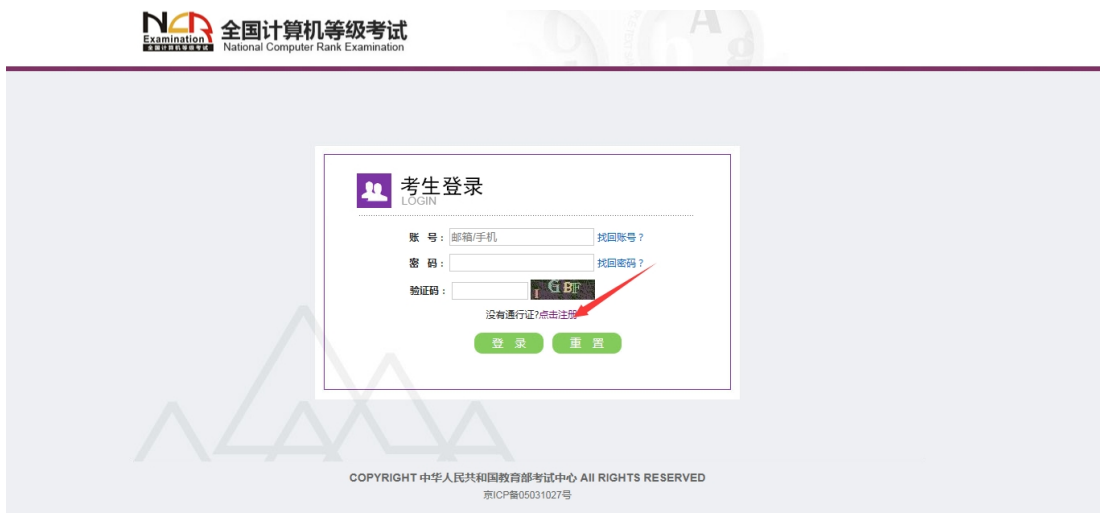 NCR
Examination
全国计算机等级考试
全国计算机等级考试
National Computer Rank Examination
考生登录
LOGIN
账 号： 邮箱/手机 找回账号？
密 码： 找回密码？
验证码： I G B F
没有通行证?点击注册
登 录 重 置
COPYRIGHT 中华人民共和国教育部考试中心 All RIGHTS RESERVED
京ICP备05031027号